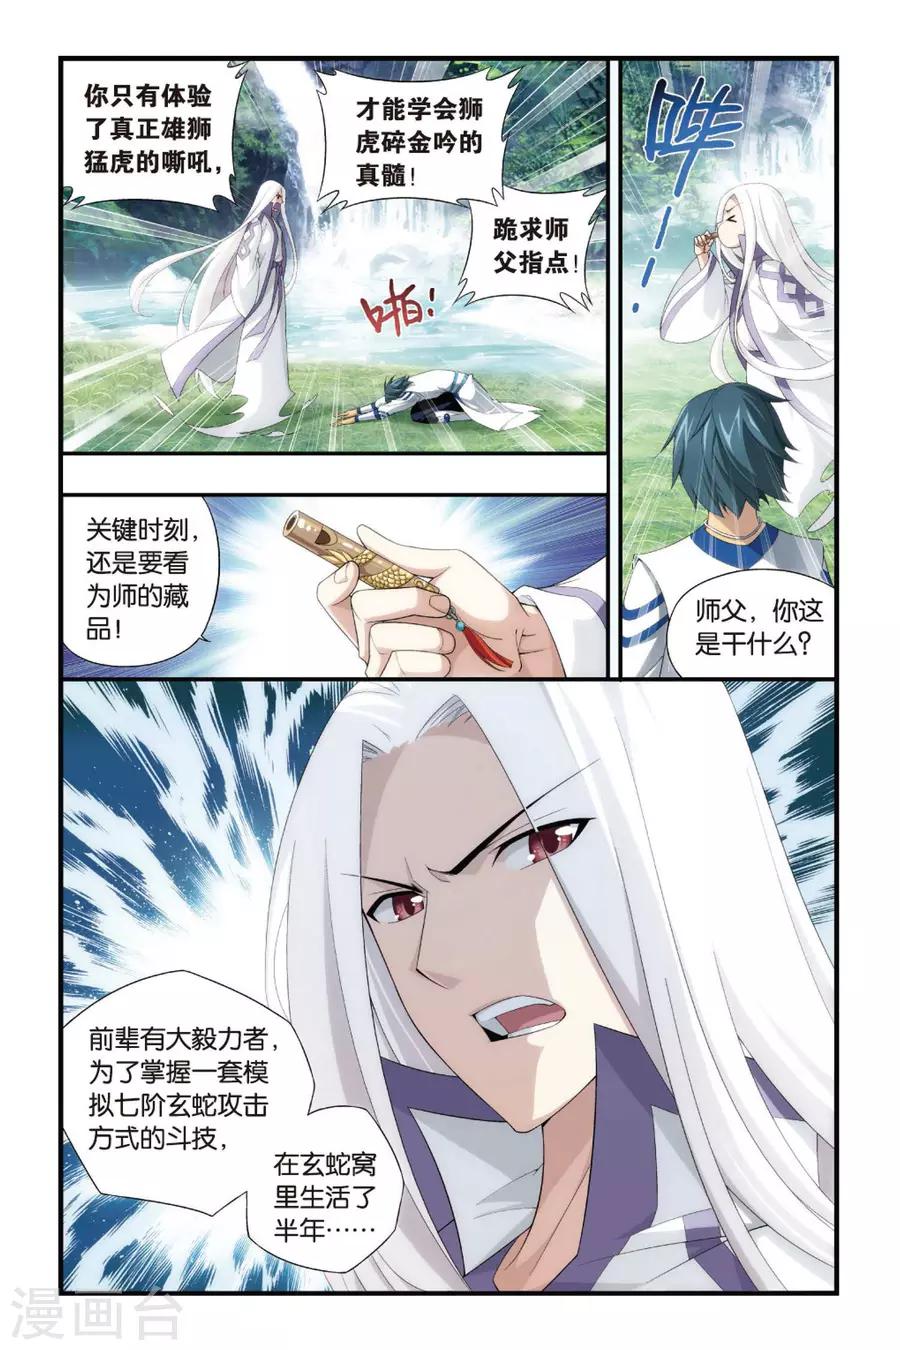 你只有体验
了真正雄狮
猛虎的嘶吼，
才能学会狮
虎碎金吟的
真髓！
跪求师
父指点！
啪！
关键时刻，
还是要看
为师的藏
品！
哔
师父，你这
是干什么？
前辈有大毅力者，
为了掌握一套模
拟七阶玄蛇攻击
方式的斗技，
在玄蛇窝
里生活了
半年……
漫画台